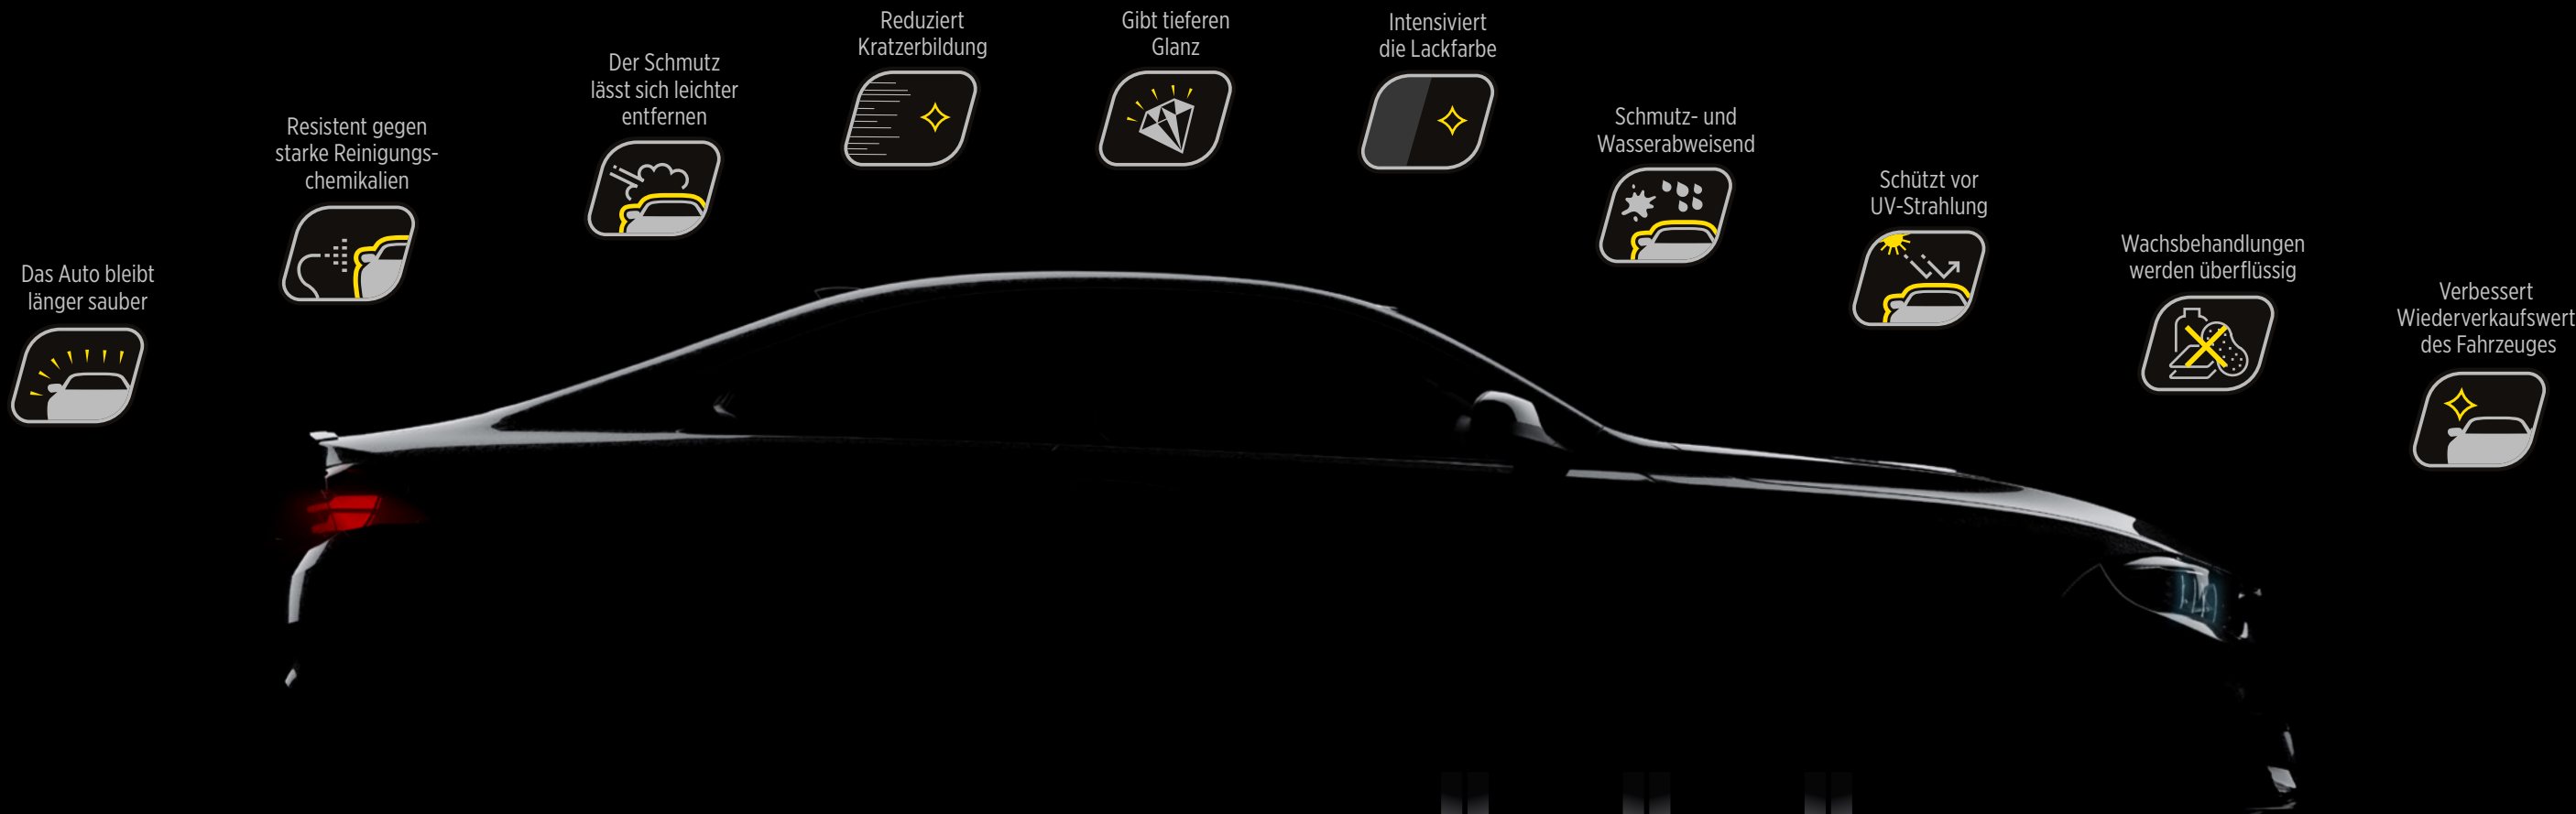 Das Auto bleibt
länger sauber
Resistent gegen
starke Reinigungs-
chemikalien
Der Schmutz
lässt sich leichter
entfernen
Reduziert
Kratzerbildung
Gibt tieferen
Glanz
Intensiviert
die Lackfarbe
Schmutz- und
Wasserabweisend
Schützt vor
UV-Strahlung
Wachsbehandlungen
werden überflüssig
Verbessert
Wiederverkaufswert
des Fahrzeuges